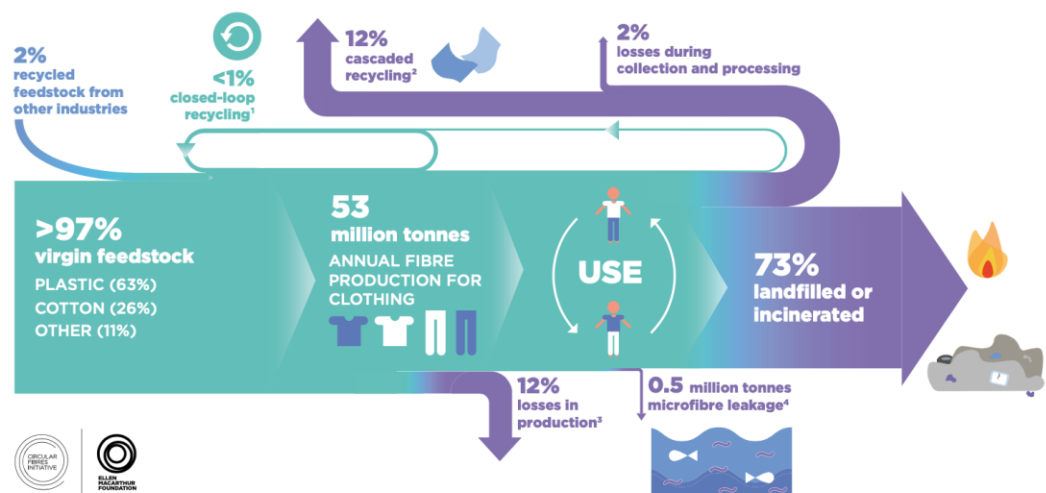 2%
recycled
feedstock from
other industries
<1%
closed-loop
recycling¹
12%
cascaded
recycling²
2%
losses during
collection and processing
>97%
virgin feedstock
PLASTIC (63%)
COTTON (26%)
OTHER (11%)
53
million tonnes
ANNUAL FIBRE
PRODUCTION FOR
CLOTHING
USE
73%
landfilled or
incinerated
12%
losses in
production³
0.5 million tonnes
microfibre leakage⁴
CIRCULAR
FIBRES
INITIATIVE
ELLEN
MACARTHUR
FOUNDATION